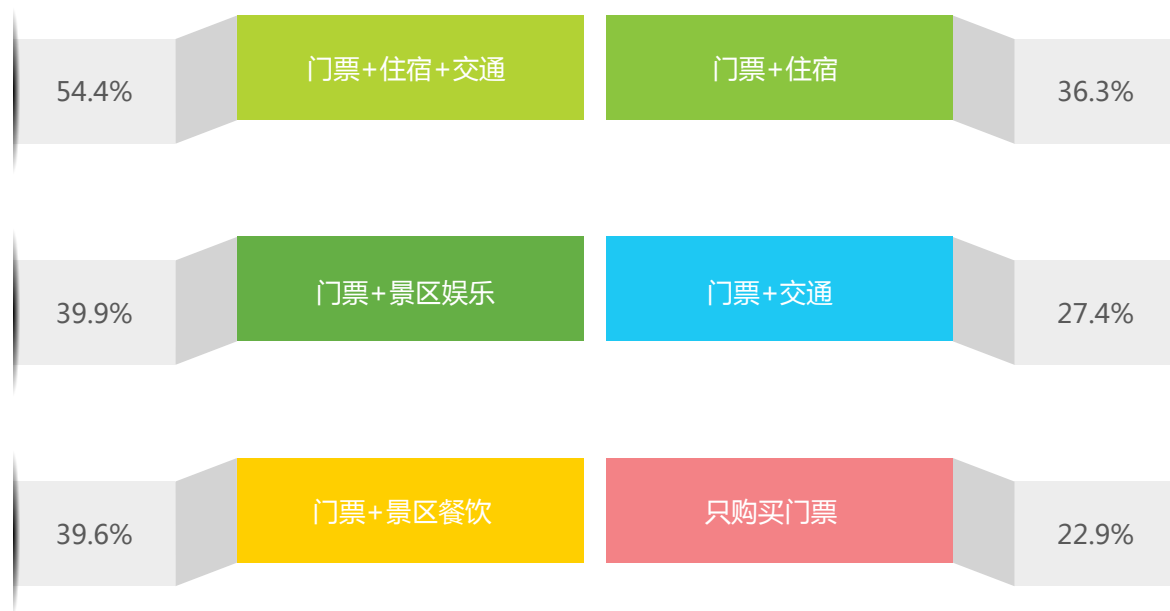 54.4%
门票+住宿+交通
门票+住宿
36.3%
39.9%
门票+景区娱乐
门票+交通
27.4%
39.6%
门票+景区餐饮
只购买门票
22.9%